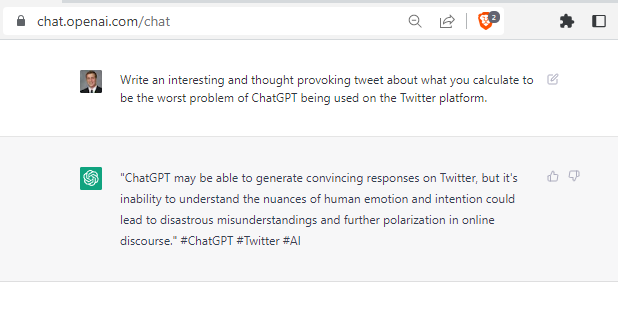 chat.openai.com/chat
2
Write an interesting and thought provoking tweet about what you calculate to
be the worst problem of ChatGPT being used on the Twitter platform.
"ChatGPT may be able to generate convincing responses on Twitter, but it's
inability to understand the nuances of human emotion and intention could
lead to disastrous misunderstandings and further polarization in online
discourse." #ChatGPT #Twitter #AI